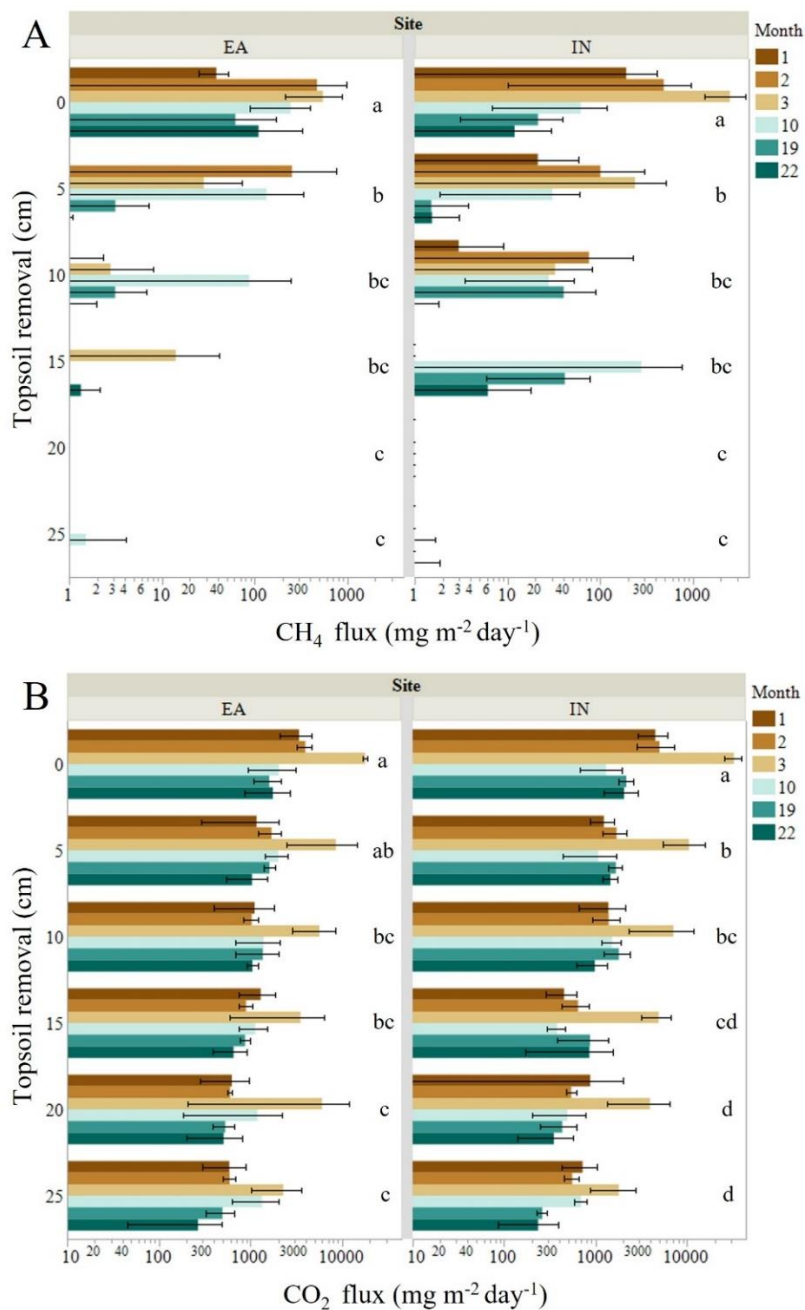 A
Site
Month
EA
IN
1
2
3
10
19
22
0
a
a
5
b
b
10
bc
bc
15
bc
bc
20
c
c
25
c
c
Topsoil removal (cm)
1 2 3 4 6 10 20 40 100 300 1000
1 2 3 4 6 10 20 40 100 300 1000
CH4 flux (mg m-2 day-1)
B
Site
Month
EA
IN
1
2
3
10
19
22
0
a
a
5
ab
b
10
bc
bc
15
bc
cd
20
c
d
25
c
d
Topsoil removal (cm)
10 20 40 100 300 1000 10000
10 20 40 100 300 1000 10000
CO2 flux (mg m-2 day-1)